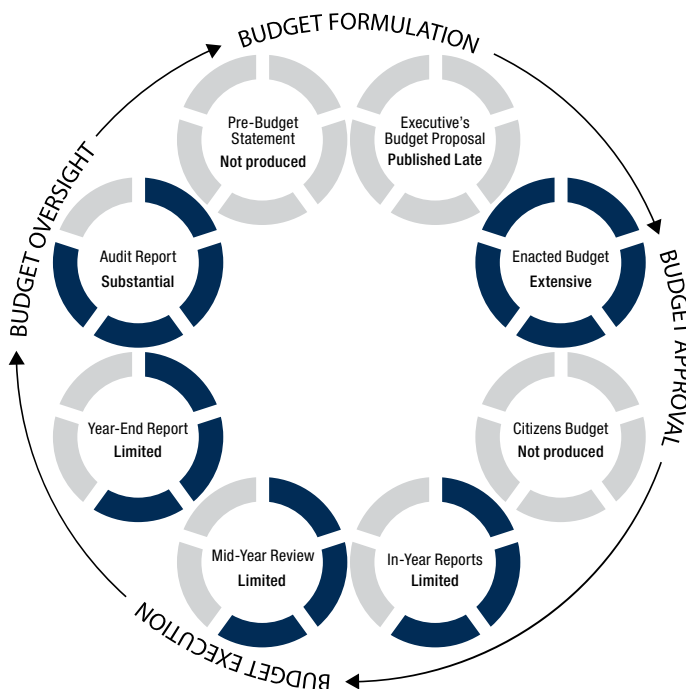 BUDGET FORMULATION
Pre-Budget
Statement
Not produced
Executive's
Budget Proposal
Published Late
BUDGET OVERSIGHT
Audit Report
Substantial
Enacted Budget
Extensive
BUDGET APPROVAL
Year-End Report
Limited
Citizens Budget
Not produced
Mid-Year Review
Limited
In-Year Reports
Limited
BUDGET EXECUTION